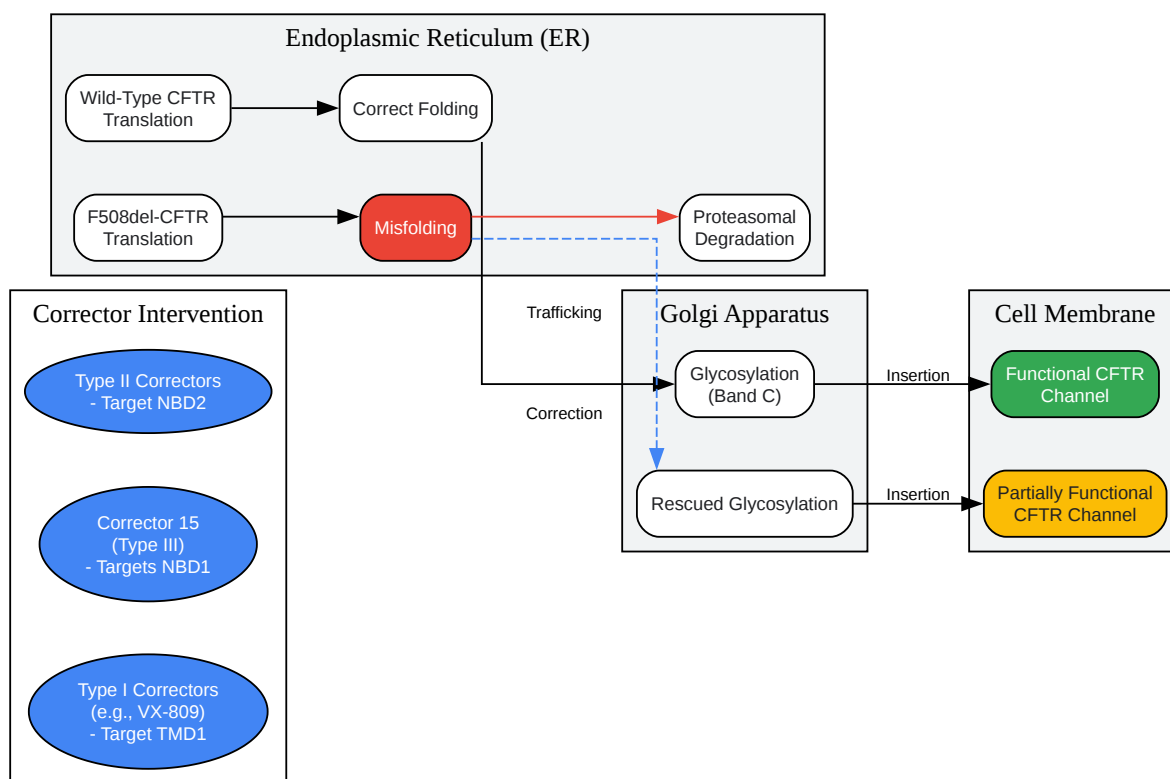 Endoplasmic Reticulum (ER)
Wild-Type CFTR
Translation
Correct Folding
F508del-CFTR
Translation
Misfolding
Proteasomal
Degradation
Corrector Intervention
Type II Correctors
- Target NBD2
Corrector 15
(Type III)
- Targets NBD1
Type I Correctors
(e.g., VX-809)
- Target TMD1
Trafficking
Correction
Golgi Apparatus
Glycosylation
(Band C)
Rescued Glycosylation
Insertion
Insertion
Cell Membrane
Functional CFTR
Channel
Partially Functional
CFTR Channel